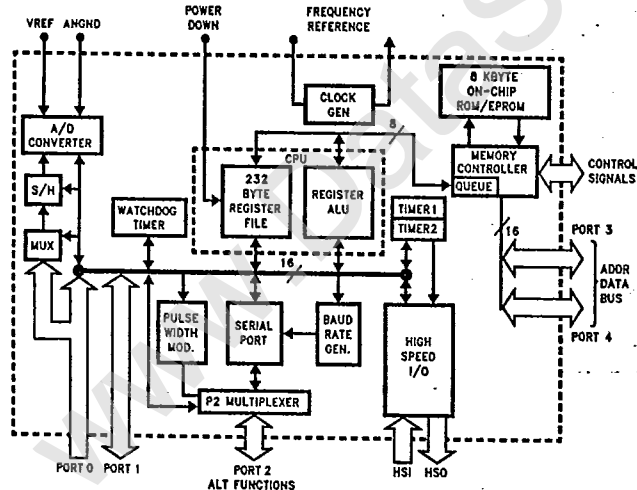 POWER DOWN
FREQUENCY REFERENCE
VREF
ANGND
CLOCK GEN
8 KBYTE
ON-CHIP
ROM/EPROM
A/D
CONVERTER
8
CPU
MEMORY
CONTROLLER
QUEUE
CONTROL
SIGNALS
S/H
232
BYTE
REGISTER
FILE
REGISTER
ALU
WATCHDOG
TIMER
TIMER1
TIMER2
MUX
16
16
PORT 3
ADDR
DATA
BUS
PORT 4
PULSE
WIDTH
MOD.
SERIAL
PORT
BAUD
RATE
GEN.
HIGH
SPEED
I/O
P2 MULTIPLEXER
PORT 0
PORT 1
PORT 2
ALT FUNCTIONS
HSI
HSO